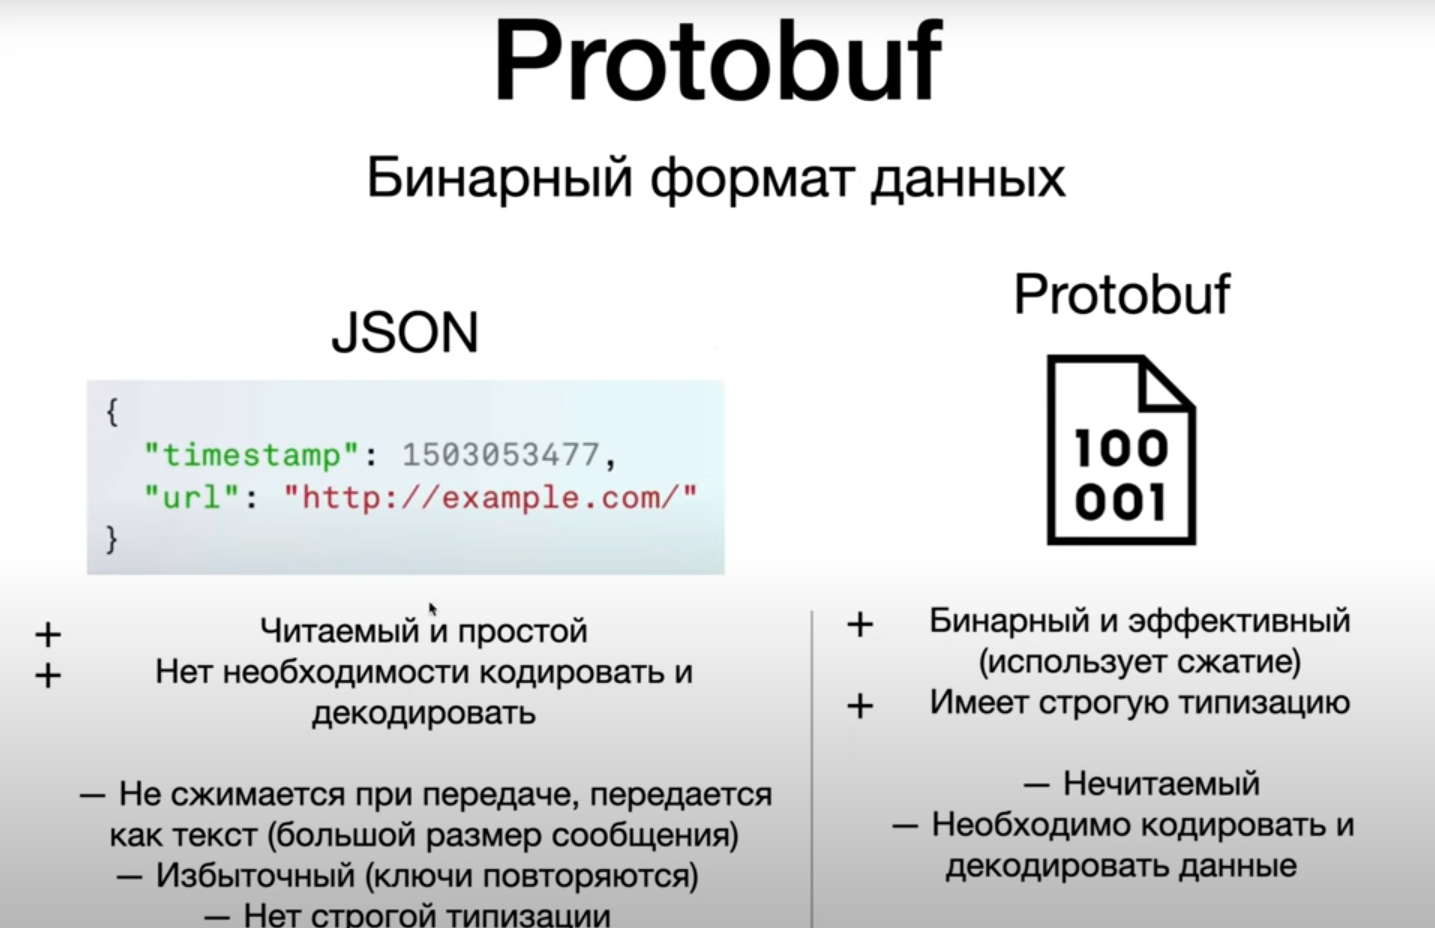 Protobuf
Бинарный формат данных
JSON
{
"timestamp": 1503053477,
"url": "http://example.com/"
}
+ Читаемый и простой
+ Нет необходимости кодировать и
декодировать
— Не сжимается при передаче, передается
как текст (большой размер сообщения)
— Избыточный (ключи повторяются)
— Нет строгой типизации
Protobuf
100
001
+ Бинарный и эффективный
(использует сжатие)
+ Имеет строгую типизацию
— Нечитаемый
— Необходимо кодировать и
декодировать данные